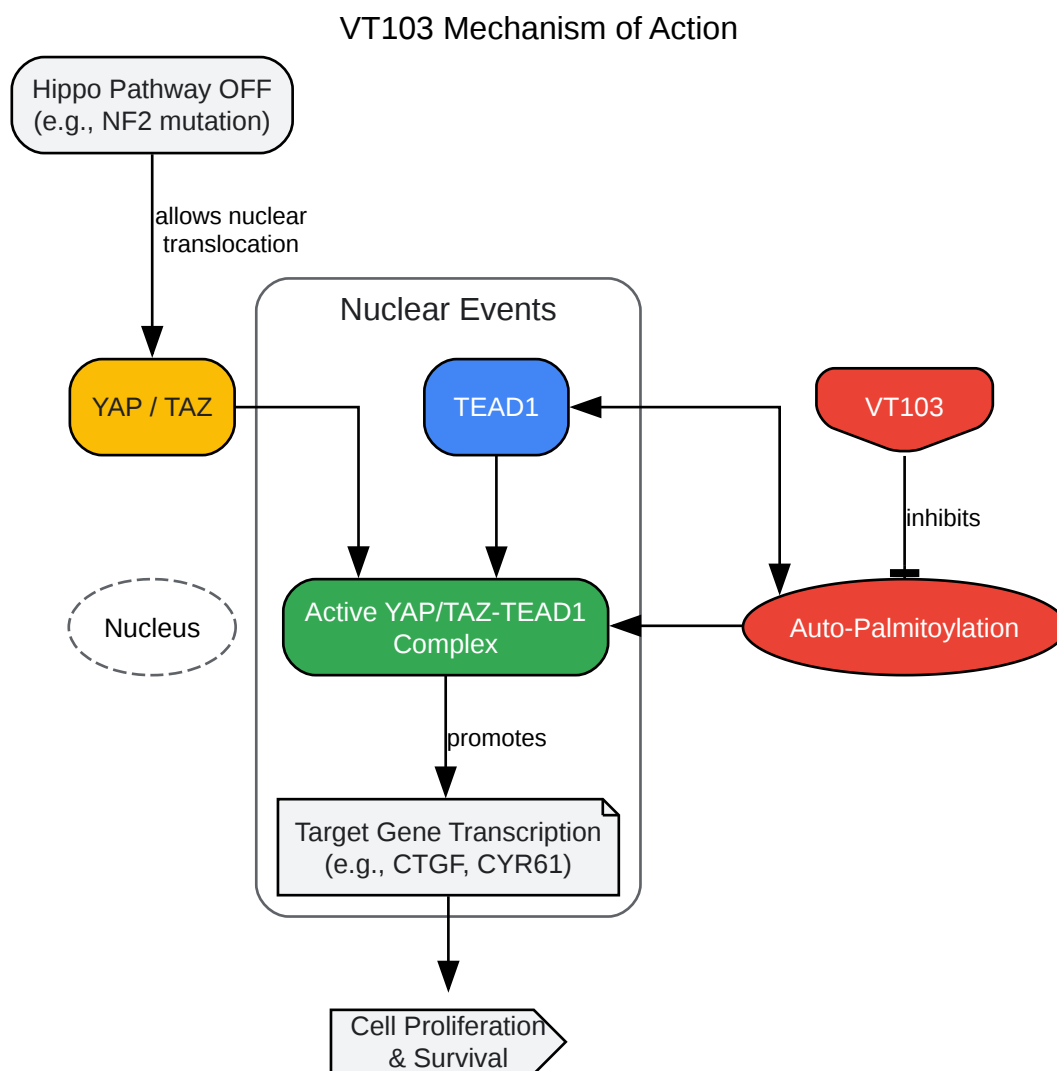 VT103 Mechanism of Action
Hippo Pathway OFF
(e.g., NF2 mutation)
allows nuclear
translocation
Nuclear Events
YAP / TAZ
TEAD1
VT103
inhibits
Nucleus
Active YAP/TAZ-TEAD1
Complex
Auto-Palmitoylation
promotes
Target Gene Transcription
(e.g., CTGF, CYR61)
Cell Proliferation
& Survival